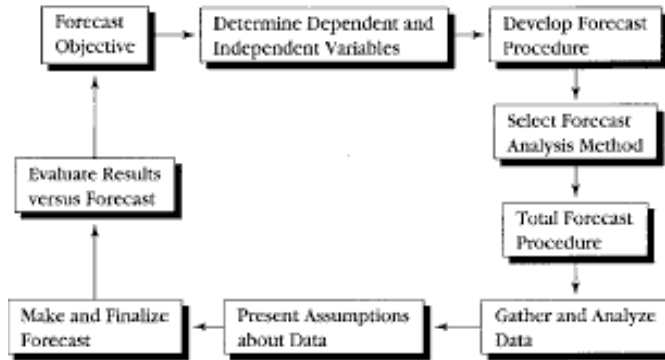 Forecast
Objective
Determine Dependent and
Independent Variables
Develop Forecast
Procedure
Select Forecast
Analysis Method
Total Forecast
Procedure
Gather and Analyze
Data
Present Assumptions
about Data
Make and Finalize
Forecast
Evaluate Results
versus Forecast